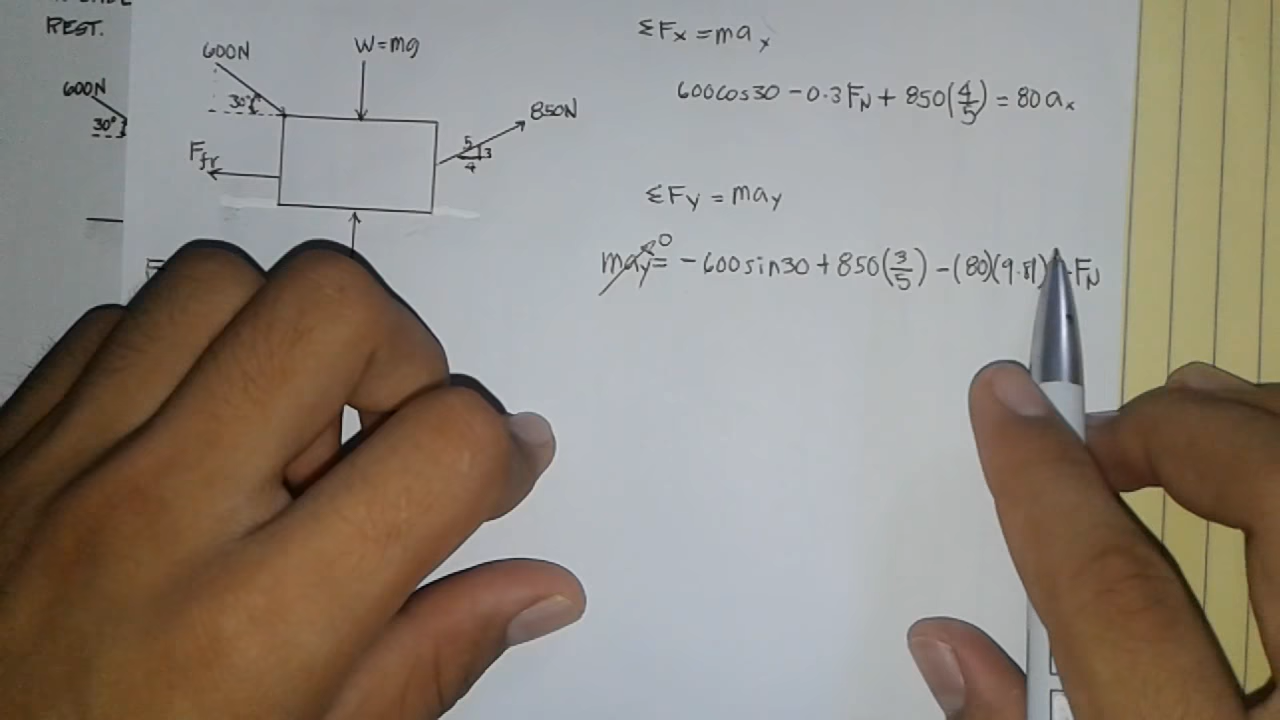 REST.
600N
30°
600N
30°
W=mg
850N
5
3
4
Ffr
ΣFx = max
600cos30 - 0.3FN + 850(4/5) = 80ax
ΣFy = may
may=0 - 600sin30 + 850(3/5) - (80)(9.81) FN